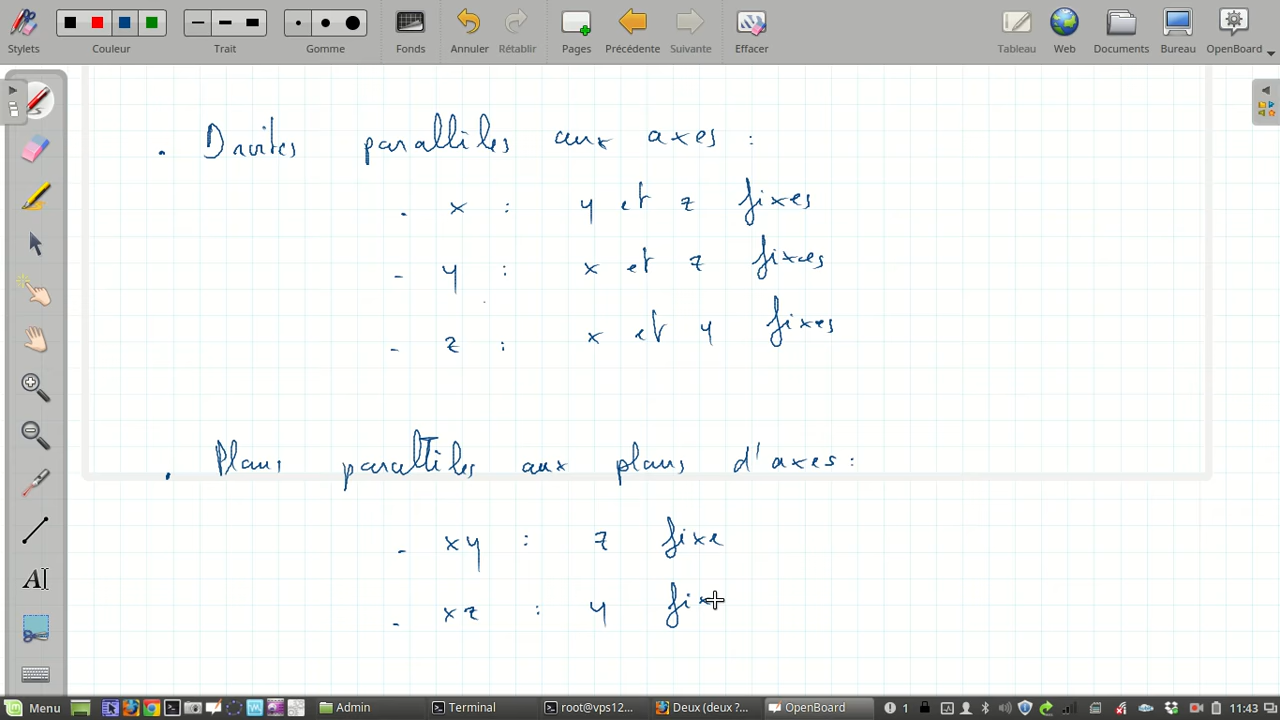 Stylets Couleur Trait Gomme Fonds Annuler Rétablir Pages Précédente Suivante Effacer Tableau Web Documents Bureau OpenBoard
. Droites parallèles aux axes :
- x : y et z fixes
- y : x et z fixes
- z : x et y fixes
. Plans parallèles aux plans d'axes :
- xy : z fixe
- xz : y fix
Menu Admin Terminal root@vps12... Deux (deux ?... OpenBoard 1 11:43